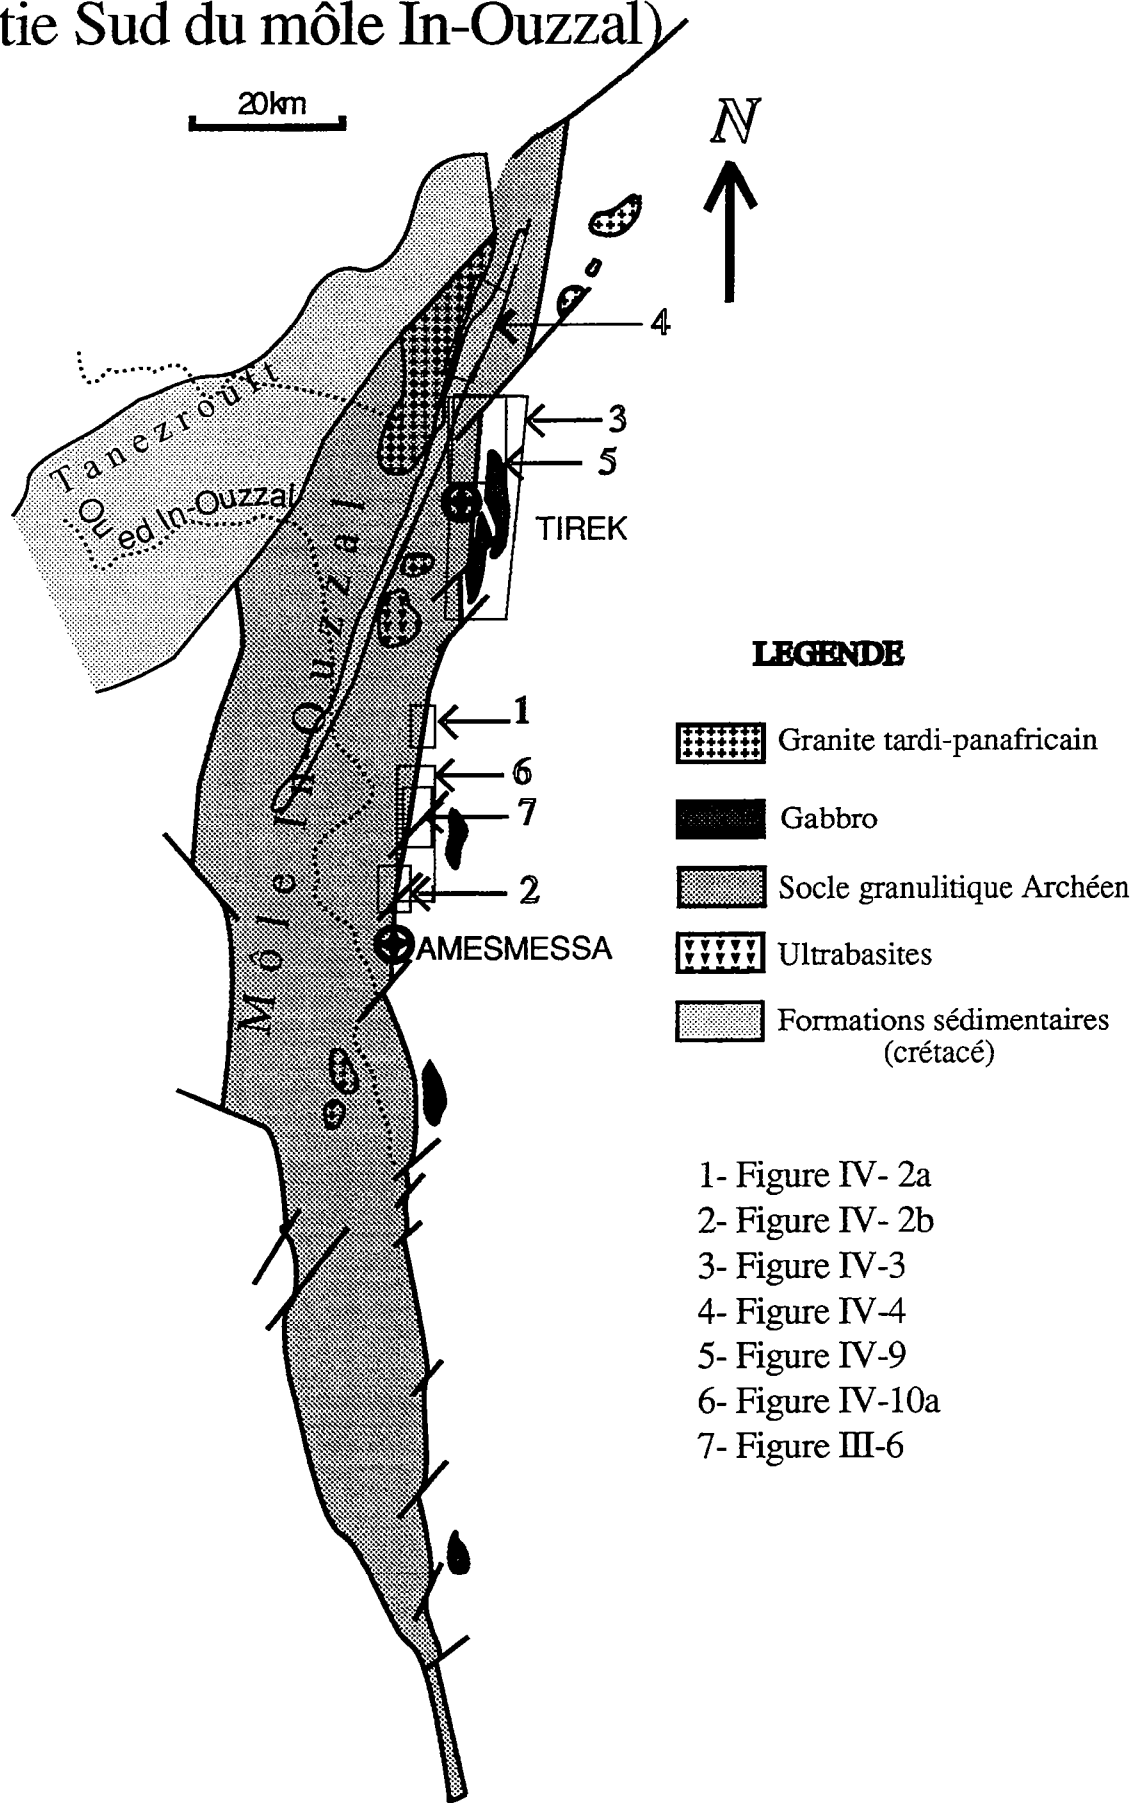 tie Sud du môle In-Ouzzal)
20km
N
4
3
5
Tanezrouft
Oued In-Ouzzal
TIREK
Môle In-Ouzzal
1
6
7
2
AMESMESSA
LEGENDE
Granite tardi-panafricain
Gabbro
Socle granulitique Archéen
Ultrabasites
Formations sédimentaires
(crétacé)
1- Figure IV- 2a
2- Figure IV- 2b
3- Figure IV-3
4- Figure IV-4
5- Figure IV-9
6- Figure IV-10a
7- Figure III-6